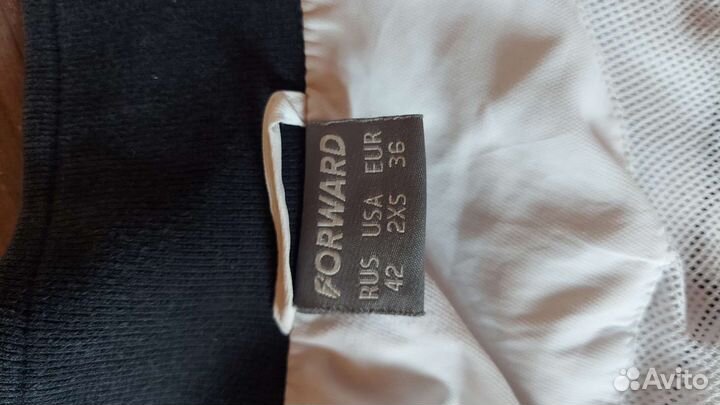 FORWARD
RUS USA EUR
42 2XS 36
Avito